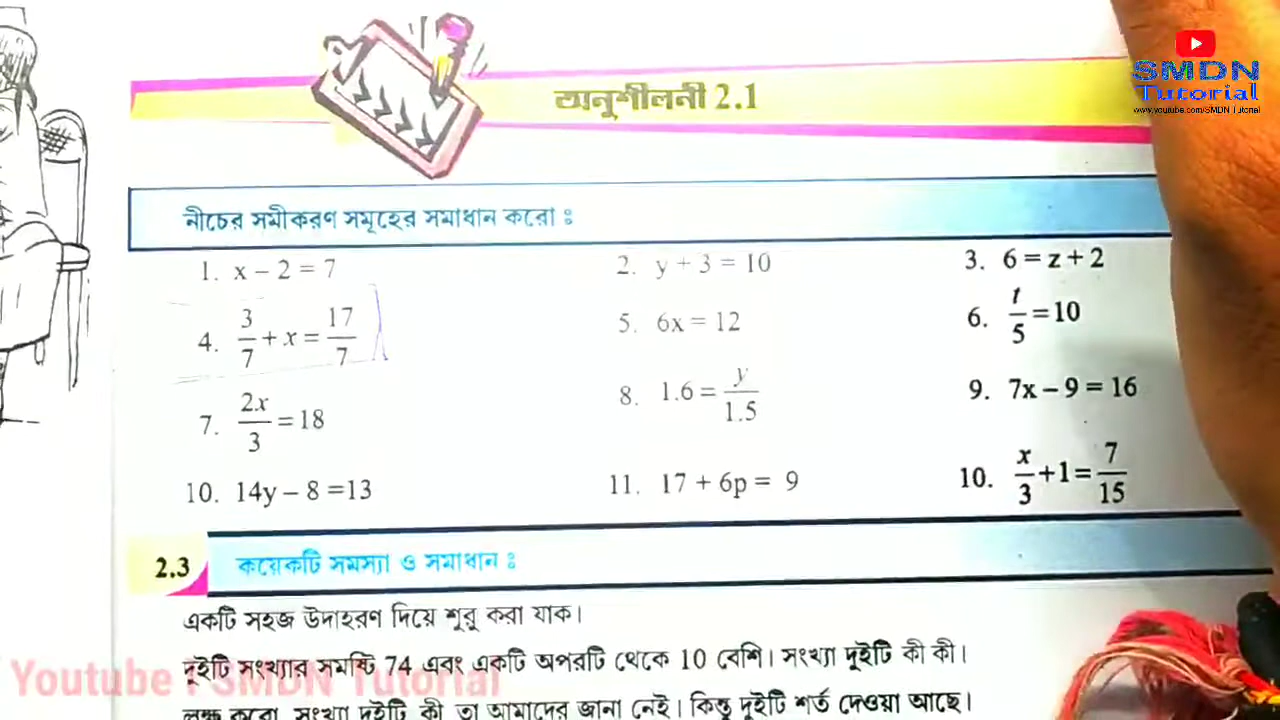 SMDN
Tutorial
www.youtube.com/SMDN Tutorial
অনুশীলনী 2.1
নীচের সমীকরণ সমূহের সমাধান করো ঃ
1. x – 2 = 7 2. y + 3 = 10 3. 6 = z + 2
4. 3/7 + x = 17/7 5. 6x = 12 6. t/5 = 10
7. 2x/3 = 18 8. 1.6 = y/1.5 9. 7x – 9 = 16
10. 14y – 8 =13 11. 17 + 6p = 9 10. x/3 +1= 7/15
2.3 কয়েকটি সমস্যা ও সমাধান ঃ
একটি সহজ উদাহরণ দিয়ে শুরু করা যাক।
দুইটি সংখ্যার সমষ্টি 74 এবং একটি অপরটি থেকে 10 বেশি। সংখ্যা দুইটি কী কী।
লক্ষ করো, সংখ্যা দুইটি কী তা আমাদের জানা নেই। কিন্তু দুইটি শর্ত দেওয়া আছে।
Youtube : SMDN Tutorial